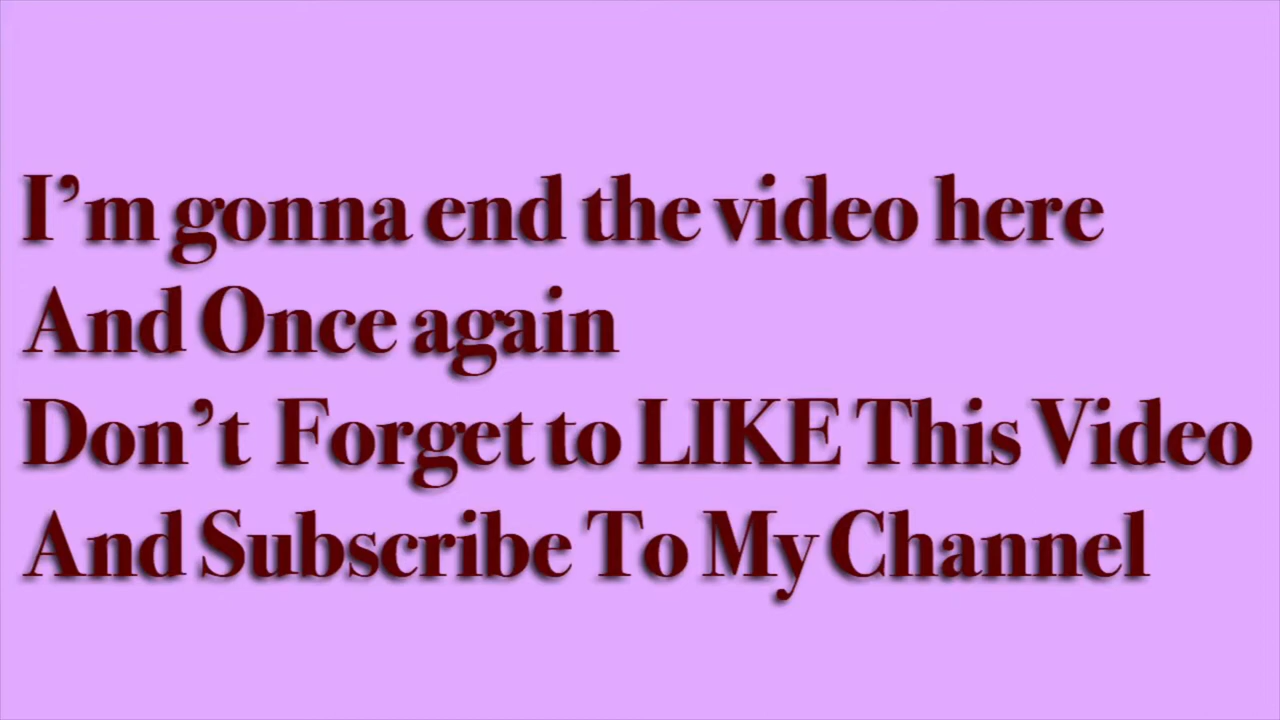 I’m gonna end the video here
And Once again
Don’t Forget to LIKE This Video
And Subscribe To My Channel